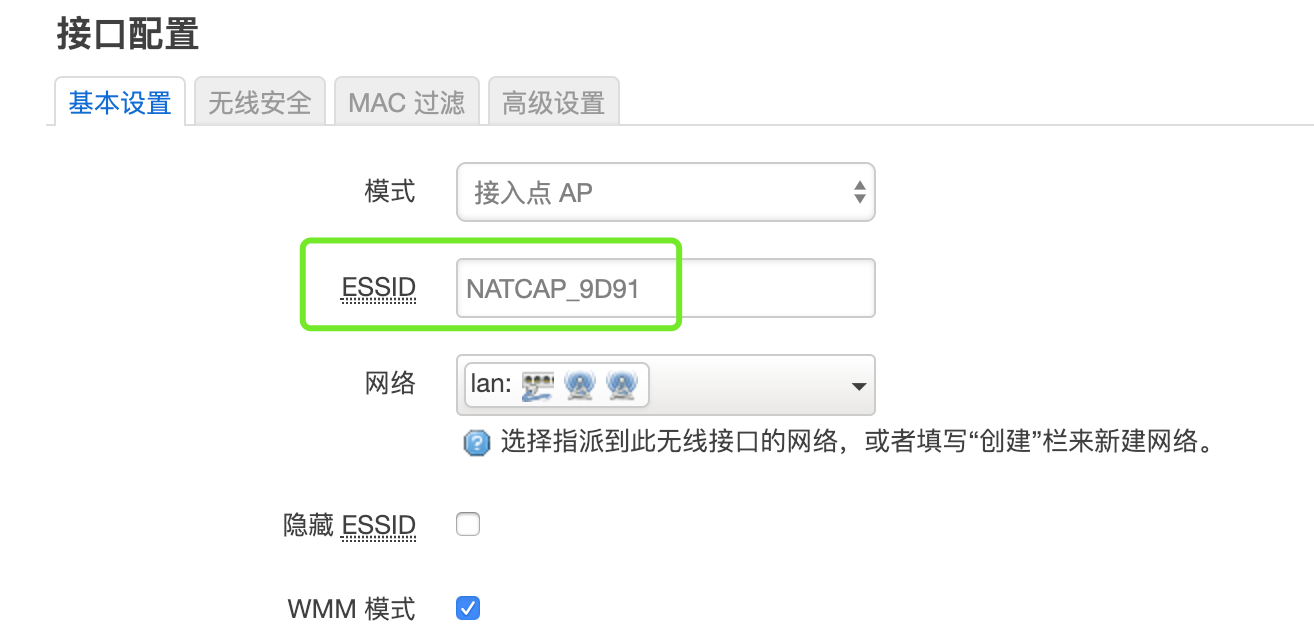 接口配置
基本设置 无线安全 MAC 过滤 高级设置
模式 接入点 AP
ESSID NATCAP_9D91
网络 lan:
选择指派到此无线接口的网络，或者填写“创建”栏来新建网络。
隐藏 ESSID
WMM 模式